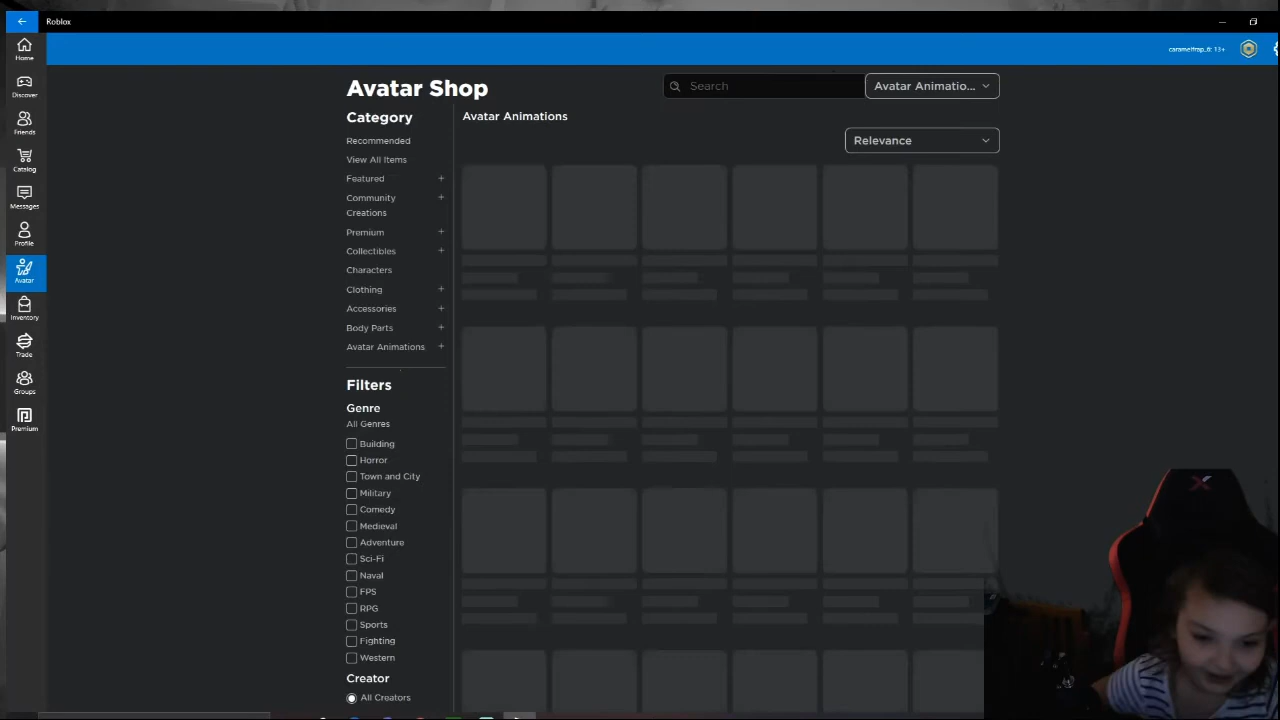 Roblox
caramelfrap_6: 13+
Home
Discover
Friends
Catalog
Messages
Profile
Avatar
Inventory
Trade
Groups
Premium
Avatar Shop
Search
Avatar Animatio...
Category
Recommended
View All Items
Featured +
Community +
Creations
Premium +
Collectibles +
Characters
Clothing +
Accessories +
Body Parts +
Avatar Animations +
Filters
Genre
All Genres
Building
Horror
Town and City
Military
Comedy
Medieval
Adventure
Sci-Fi
Naval
FPS
RPG
Sports
Fighting
Western
Creator
All Creators
Avatar Animations
Relevance